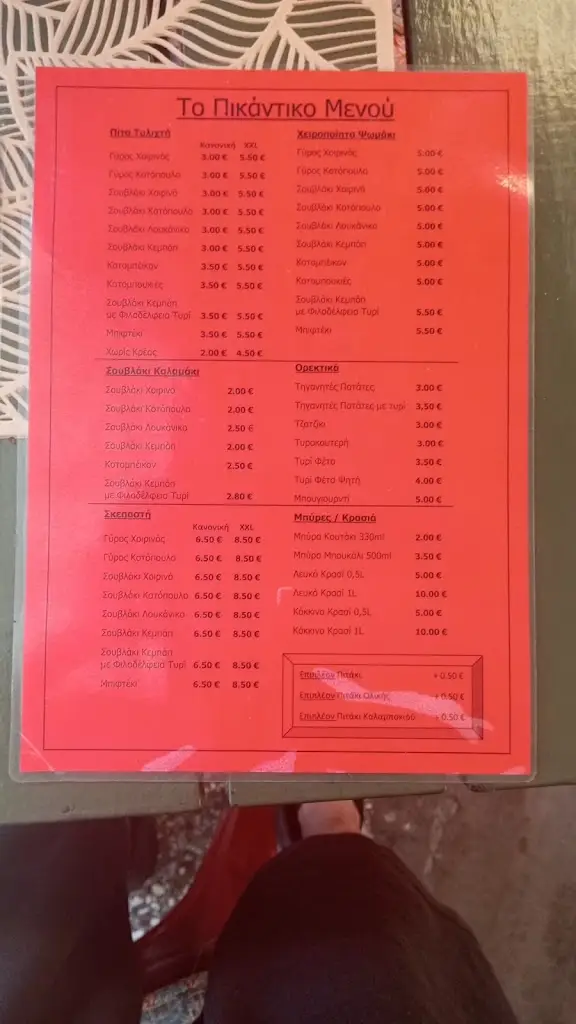 Το Πικάντικο Μενού
Πίτα Τυλιχτή
Κανονική XXL
Γύρος Χοιρινός 3.00 € 5.50 €
Γύρος Κοτόπουλο 3.00 € 5.50 €
Σουβλάκι Χοιρινό 3.00 € 5.50 €
Σουβλάκι Κοτόπουλο 3.00 € 5.50 €
Σουβλάκι Λουκάνικο 3.00 € 5.50 €
Σουβλάκι Κεμπάπ 3.00 € 5.50 €
Κοτομπέικον 3.50 € 5.50 €
Κοτομπουκιές 3.50 € 5.50 €
Σουβλάκι Κεμπάπ
με Φιλαδέλφεια Τυρί 3.50 € 5.50 €
Μπιφτέκι 3.50 € 5.50 €
Χωρίς Κρέας 2.00 € 4.50 €
Χειροποίητο Ψωμάκι
Γύρος Χοιρινός 5.00 €
Γύρος Κοτόπουλο 5.00 €
Σουβλάκι Χοιρινό 5.00 €
Σουβλάκι Κοτόπουλο 5.00 €
Σουβλάκι Λουκάνικο 5.00 €
Σουβλάκι Κεμπάπ 5.00 €
Κοτομπέικον 5.00 €
Κοτομπουκιές 5.00 €
Σουβλάκι Κεμπάπ
με Φιλαδέλφεια Τυρί 5.50 €
Μπιφτέκι 5.50 €
Σουβλάκι Καλαμάκι
Σουβλάκι Χοιρινό 2.00 €
Σουβλάκι Κοτόπουλο 2.00 €
Σουβλάκι Λουκάνικο 2.50 €
Σουβλάκι Κεμπάπ 2.00 €
Κοτομπέικον 2.50 €
Σουβλάκι Κεμπάπ
με Φιλαδέλφεια Τυρί 2.80 €
Ορεκτικά
Τηγανητές Πατάτες 3.00 €
Τηγανητές Πατάτες με τυρί 3,50 €
Τζατζίκι 3.00 €
Τυροκαυτερή 3.00 €
Τυρί Φέτα 3.50 €
Τυρί Φέτα Ψητή 4.00 €
Μπουγιουρντί 5.00 €
Σκεπαστή
Κανονική XXL
Γύρος Χοιρινός 6.50 € 8.50 €
Γύρος Κοτόπουλο 6.50 € 8.50 €
Σουβλάκι Χοιρινό 6.50 € 8.50 €
Σουβλάκι Κοτόπουλο 6.50 € 8.50 €
Σουβλάκι Λουκάνικο 6.50 € 8.50 €
Σουβλάκι Κεμπάπ 6.50 € 8.50 €
Σουβλάκι Κεμπάπ
με Φιλαδέλφεια Τυρί 6.50 € 8.50 €
Μπιφτέκι 6.50 € 8.50 €
Μπύρες / Κρασιά
Μπύρα Κουτάκι 330ml 2.00 €
Μπύρα Μπουκάλι 500ml 3.50 €
Λευκό Κρασί 0,5L 5.00 €
Λευκό Κρασί 1L 10.00 €
Κόκκινο Κρασί 0,5L 5.00 €
Κόκκινο Κρασί 1L 10.00 €
Επιπλέον Πιτάκι + 0.50 €
Επιπλέον Πιτάκι Ολικής + 0.50 €
Επιπλέον Πιτάκι Καλαμποκιού + 0.50 €